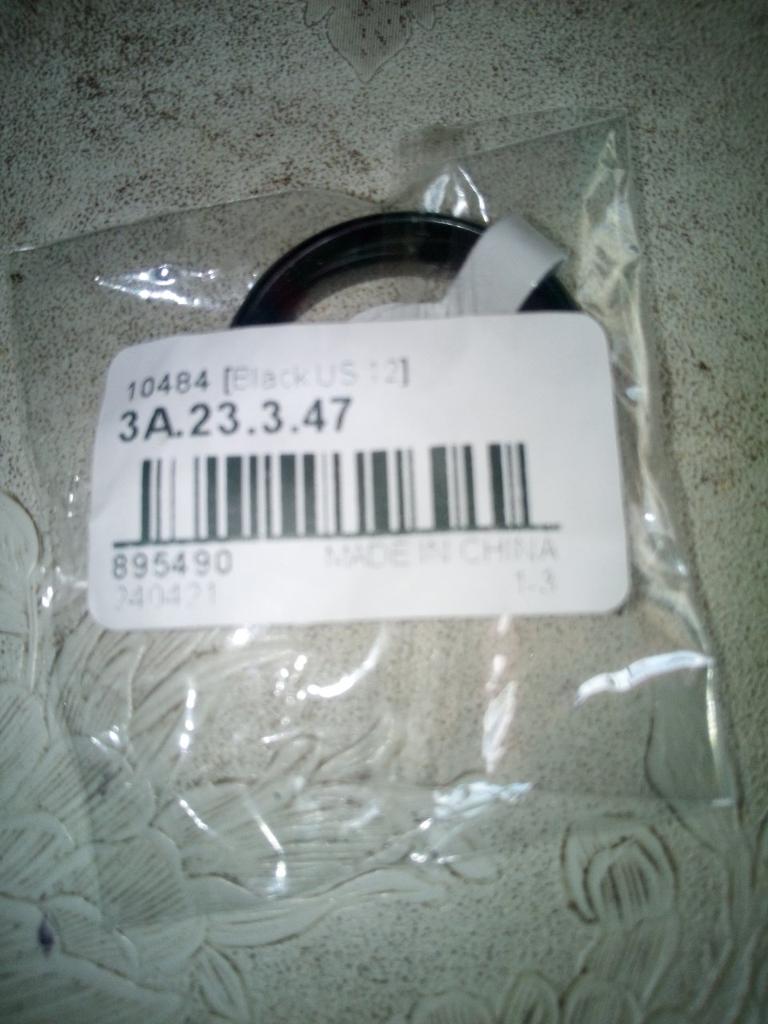 10484 [Black US 12]
3A.23.3.47
895490 MADE IN CHINA
240421 1-3